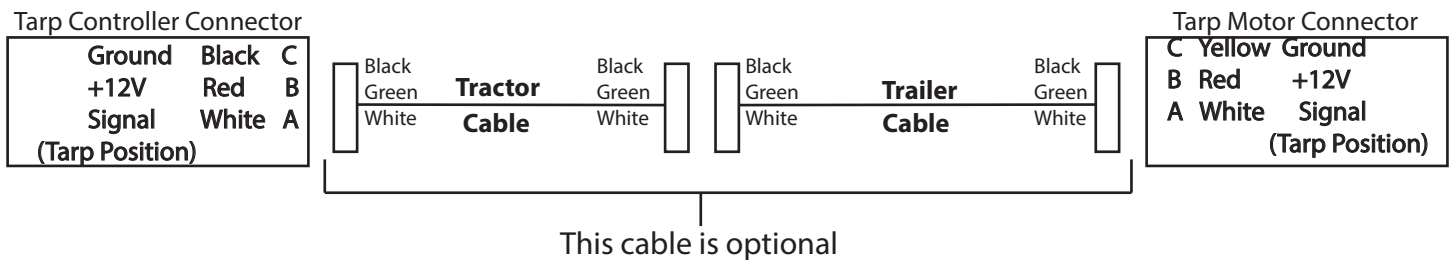 Tarp Controller Connector
Ground Black C
+12V Red B
Signal White A
(Tarp Position)
Black
Green
White
Tractor
Cable
Black
Green
White
Black
Green
White
Trailer
Cable
Black
Green
White
Tarp Motor Connector
C Yellow Ground
B Red +12V
A White Signal
(Tarp Position)
This cable is optional